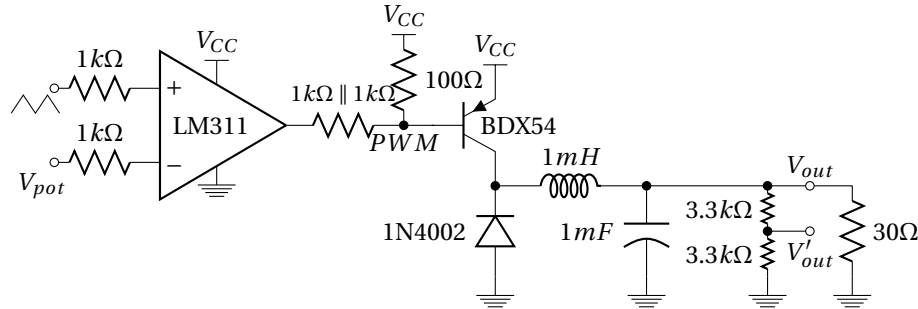 V_CC
V_CC
1kΩ
V_CC
100Ω
1kΩ ∥ 1kΩ
+
LM311
BDX54
PWM
1kΩ
−
1mH
V_out
V_pot
3.3kΩ
1N4002
1mF
30Ω
V'_out
3.3kΩ